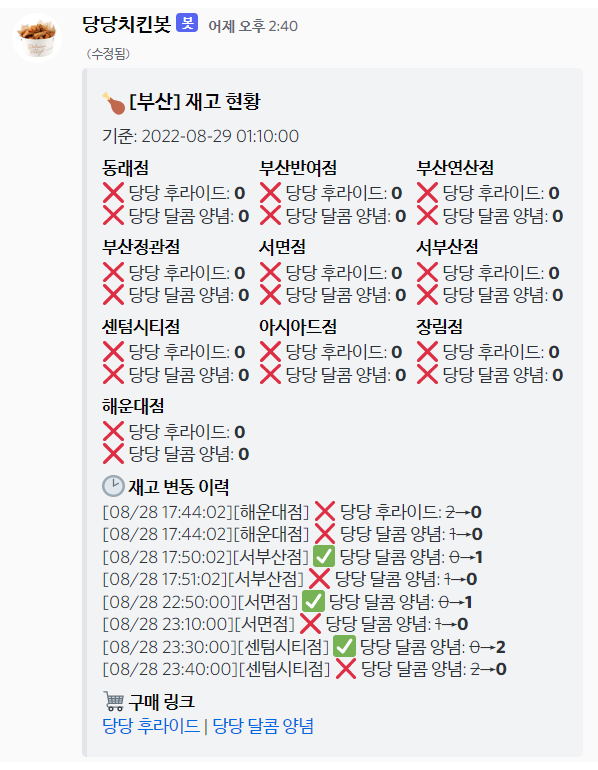 당당치킨봇 봇 어제 오후 2:40
(수정됨)
[부산] 재고 현황
기준: 2022-08-29 01:10:00
동래점 부산반여점 부산연산점
❌ 당당 후라이드: 0 ❌ 당당 후라이드: 0 ❌ 당당 후라이드: 0
❌ 당당 달콤 양념: 0 ❌ 당당 달콤 양념: 0 ❌ 당당 달콤 양념: 0
부산정관점 서면점 서부산점
❌ 당당 후라이드: 0 ❌ 당당 후라이드: 0 ❌ 당당 후라이드: 0
❌ 당당 달콤 양념: 0 ❌ 당당 달콤 양념: 0 ❌ 당당 달콤 양념: 0
센텀시티점 아시아드점 장림점
❌ 당당 후라이드: 0 ❌ 당당 후라이드: 0 ❌ 당당 후라이드: 0
❌ 당당 달콤 양념: 0 ❌ 당당 달콤 양념: 0 ❌ 당당 달콤 양념: 0
해운대점
❌ 당당 후라이드: 0
❌ 당당 달콤 양념: 0
재고 변동 이력
[08/28 17:44:02][해운대점] ❌ 당당 후라이드: 2→0
[08/28 17:44:02][해운대점] ❌ 당당 달콤 양념: 1→0
[08/28 17:50:02][서부산점] ✅ 당당 달콤 양념: 0→1
[08/28 17:51:02][서부산점] ❌ 당당 달콤 양념: 1→0
[08/28 22:50:00][서면점] ✅ 당당 달콤 양념: 0→1
[08/28 23:10:00][서면점] ❌ 당당 달콤 양념: 1→0
[08/28 23:30:00][센텀시티점] ✅ 당당 달콤 양념: 0→2
[08/28 23:40:00][센텀시티점] ❌ 당당 달콤 양념: 2→0
구매 링크
당당 후라이드 | 당당 달콤 양념